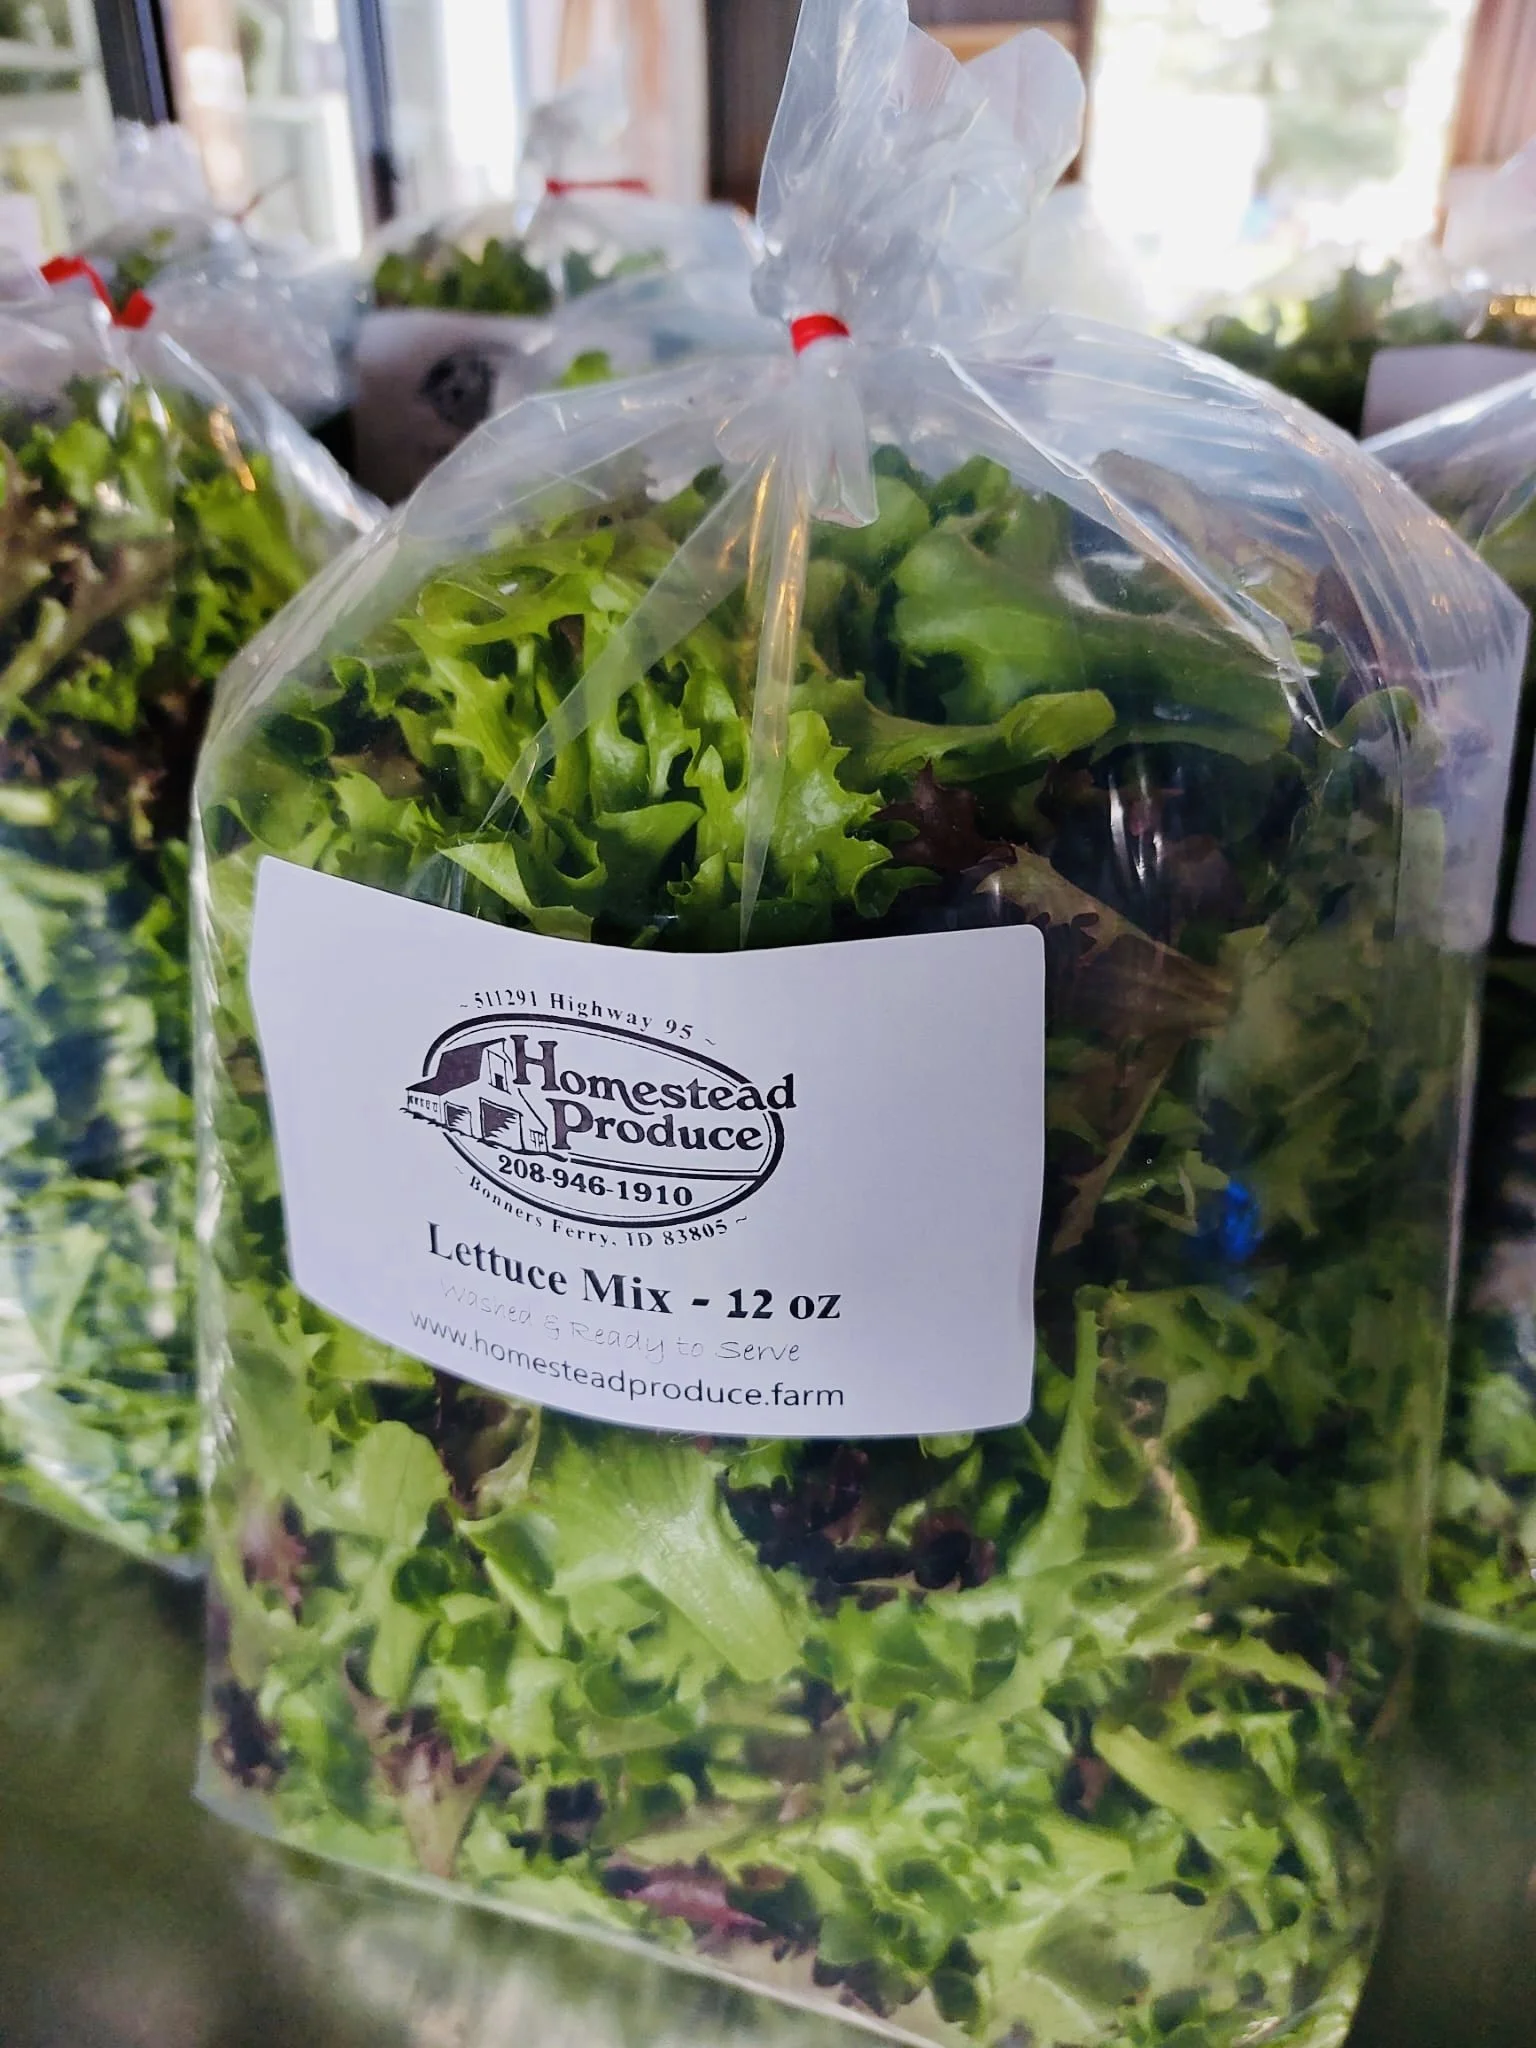 ~ 511291 Highway 95 ~
Homestead
Produce
208-946-1910
~ Bonners Ferry, ID 83805 ~
Lettuce Mix - 12 oz
Washed & Ready to Serve
www.homesteadproduce.farm